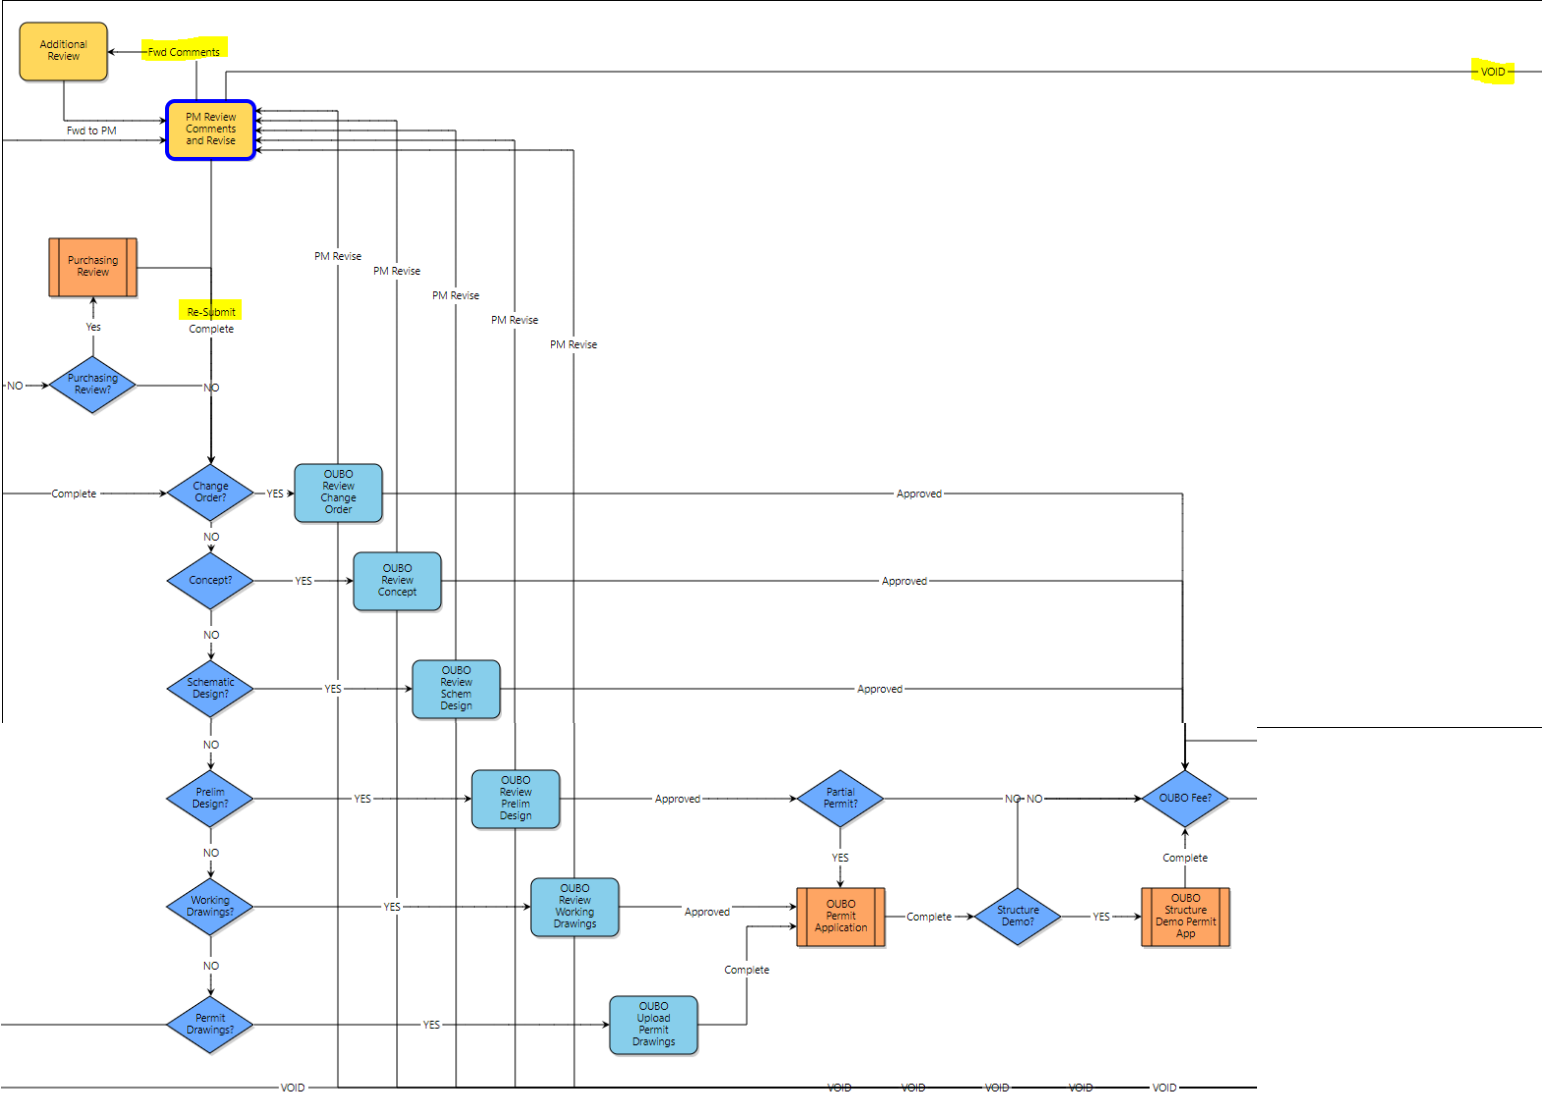 Additional
Review
Fwd Comments
VOID
PM Review
Comments
and Revise
Fwd to PM
PM Revise
PM Revise
PM Revise
PM Revise
PM Revise
Purchasing
Review
Re-Submit
Complete
Yes
NO
Purchasing
Review?
NO
Complete
Change
Order?
YES
OUBO
Review
Change
Order
Approved
NO
Concept?
YES
OUBO
Review
Concept
Approved
NO
Schematic
Design?
YES
OUBO
Review
Schem
Design
Approved
NO
Prelim
Design?
YES
OUBO
Review
Prelim
Design
Approved
Partial
Permit?
NO
NO
OUBO Fee?
NO
YES
Complete
Working
Drawings?
YES
OUBO
Review
Working
Drawings
Approved
OUBO
Permit
Application
Complete
Structure
Demo?
YES
OUBO
Structure
Demo Permit
App
NO
Complete
Permit
Drawings?
YES
OUBO
Upload
Permit
Drawings
VOID
VOID
VOID
VOID
VOID
VOID